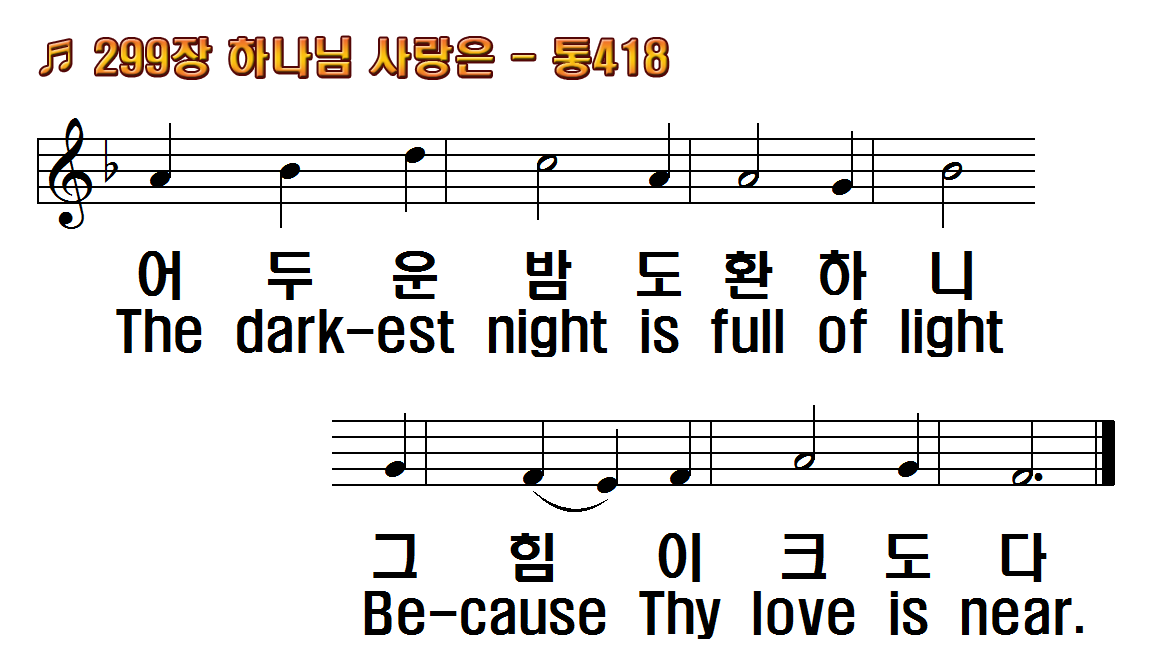 ♬ 299장 하나님 사랑은 - 통418
어 두 운 밤 도 환 하 니
The dark-est night is full of light
그 힘 이 크 도 다
Be-cause Thy love is near.